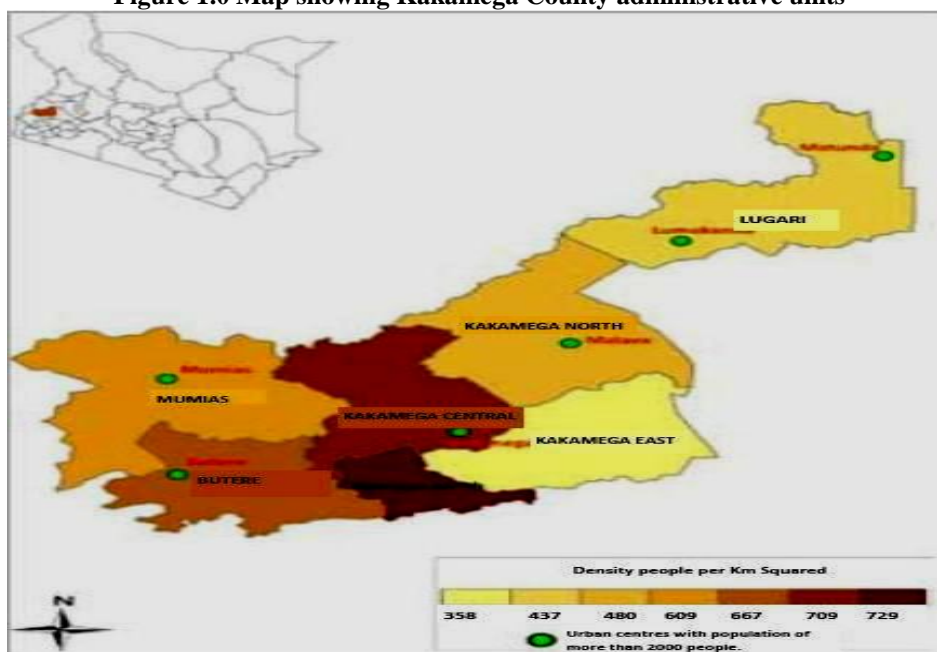 Figure 1.0 Map showing Kakamega County administrative units
Matunda
LUGARI
KAKAMEGA NORTH
Malava
Mumias
MUMIAS
KAKAMEGA CENTRAL
KAKAMEGA EAST
Butere
BUTERE
Density people per Km Squared
358 437 480 609 667 709 729
N
Urban centres with population of
more than 2000 people.